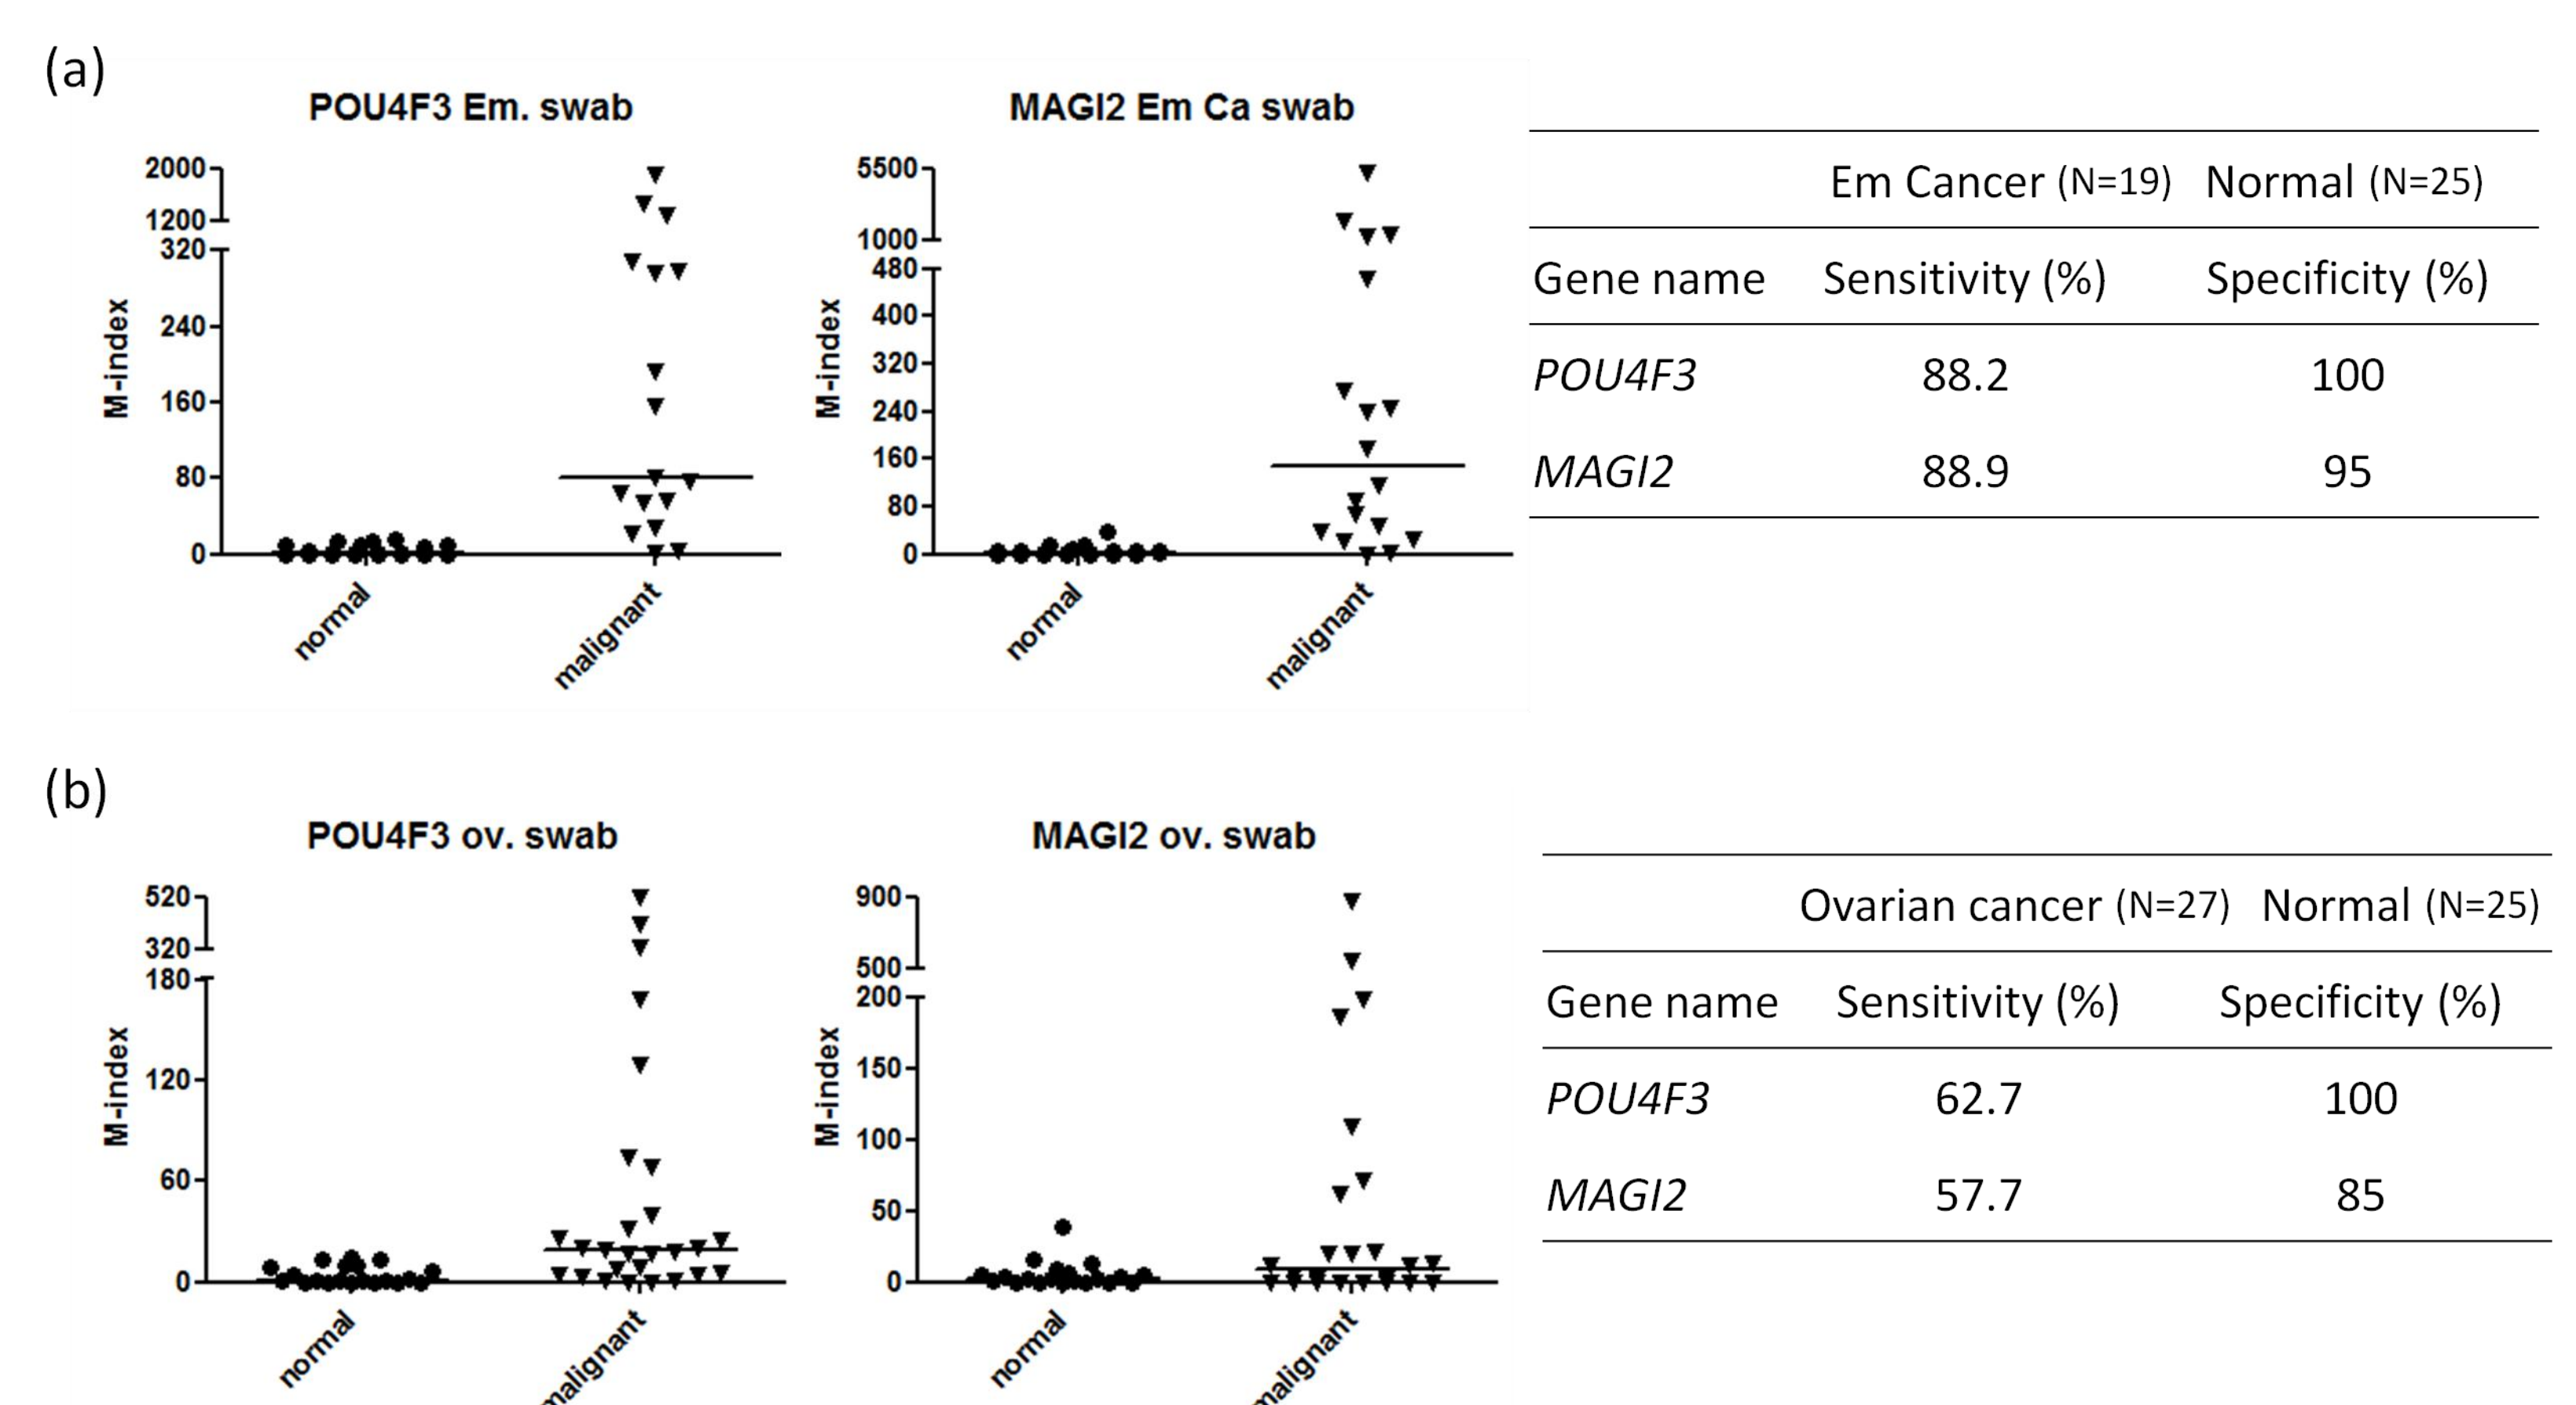 (a)
POU4F3 Em. swab
2000
1200
320
240
160
80
0
M-index
normal
malignant
MAGI2 Em Ca swab
5500
1000
480
400
320
240
160
80
0
M-index
normal
malignant
Em Cancer (N=19) Normal (N=25)
Gene name Sensitivity (%) Specificity (%)
POU4F3 88.2 100
MAGI2 88.9 95
(b)
POU4F3 ov. swab
520
320
180
120
60
0
M-index
normal
malignant
MAGI2 ov. swab
900
500
200
150
100
50
0
M-index
normal
malignant
Ovarian cancer (N=27) Normal (N=25)
Gene name Sensitivity (%) Specificity (%)
POU4F3 62.7 100
MAGI2 57.7 85